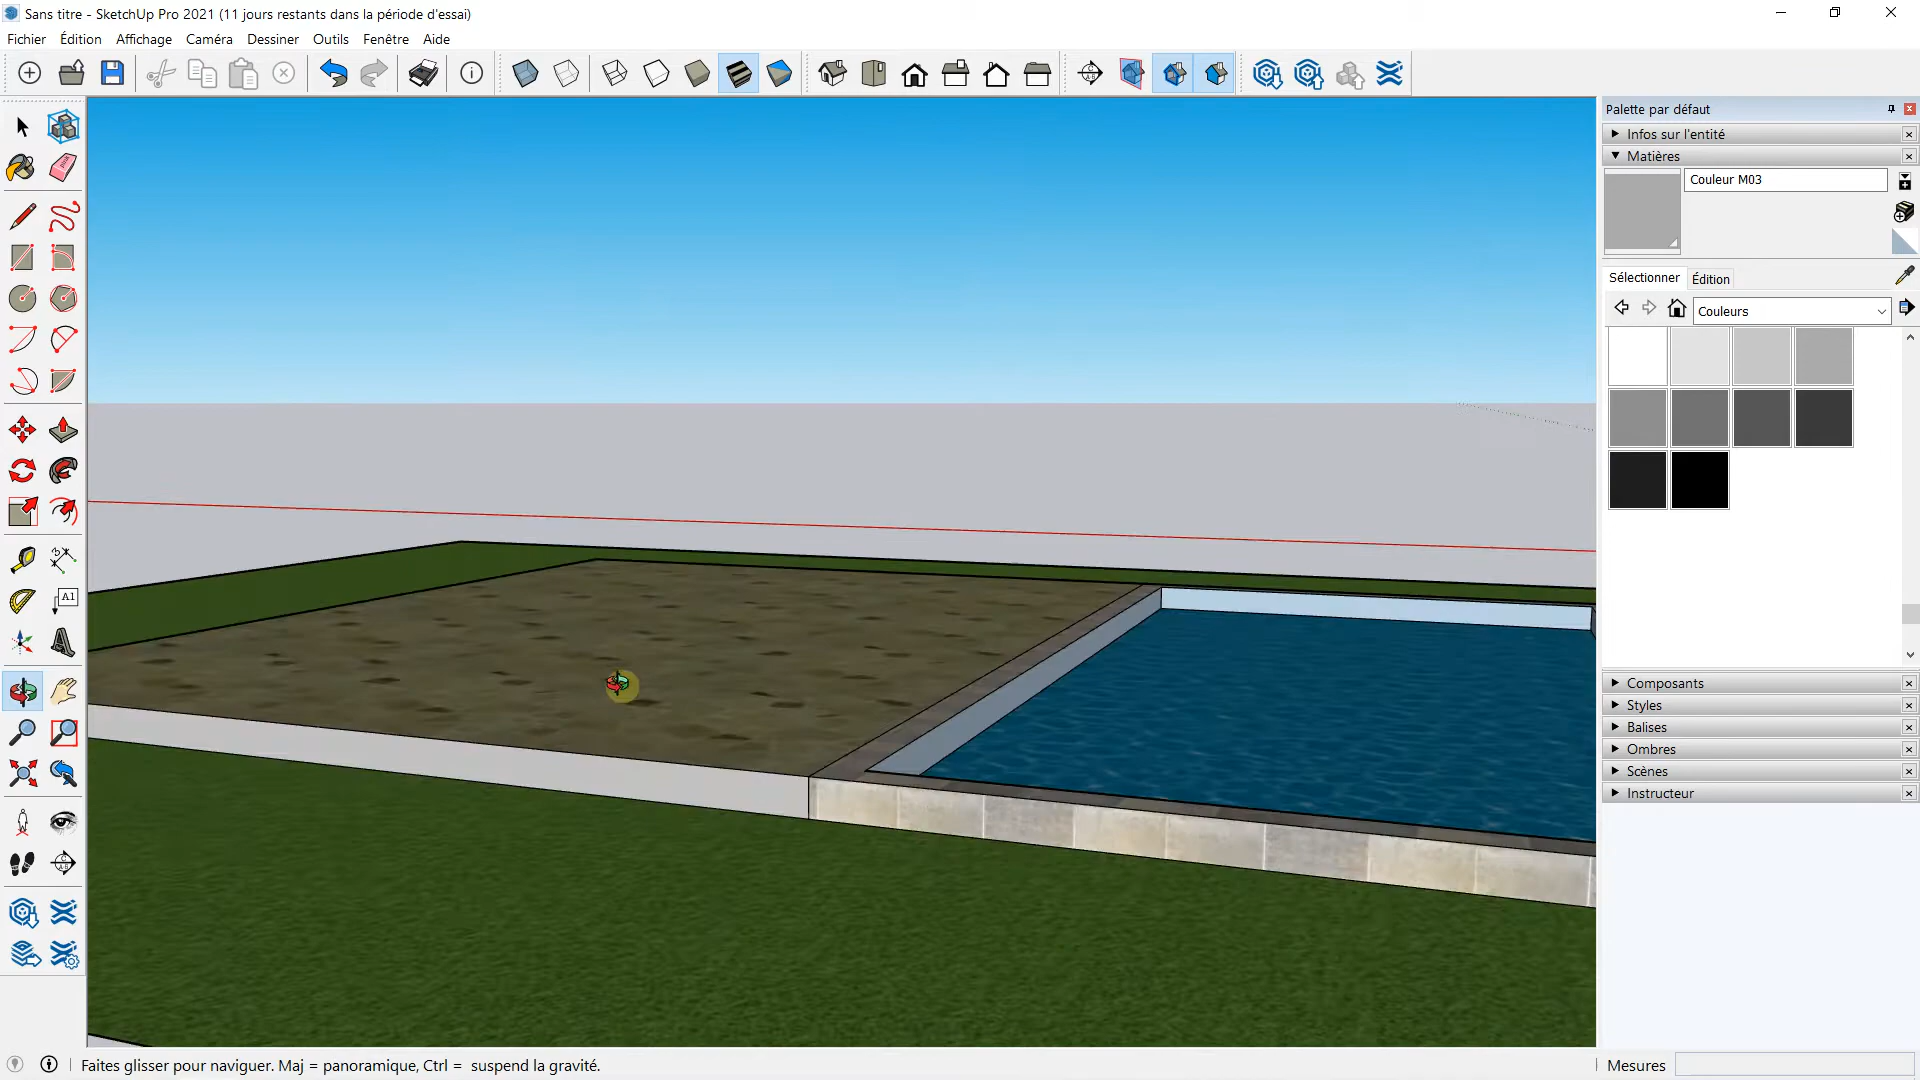 Sans titre - SketchUp Pro 2021 (11 jours restants dans la période d'essai)
Fichier Édition Affichage Caméra Dessiner Outils Fenêtre Aide
Palette par défaut
Infos sur l'entité
Matières
Couleur M03
Sélectionner Édition
Couleurs
A1
Composants
Styles
Balises
Ombres
Scènes
Instructeur
Faites glisser pour naviguer. Maj = panoramique, Ctrl = suspend la gravité.
Mesures